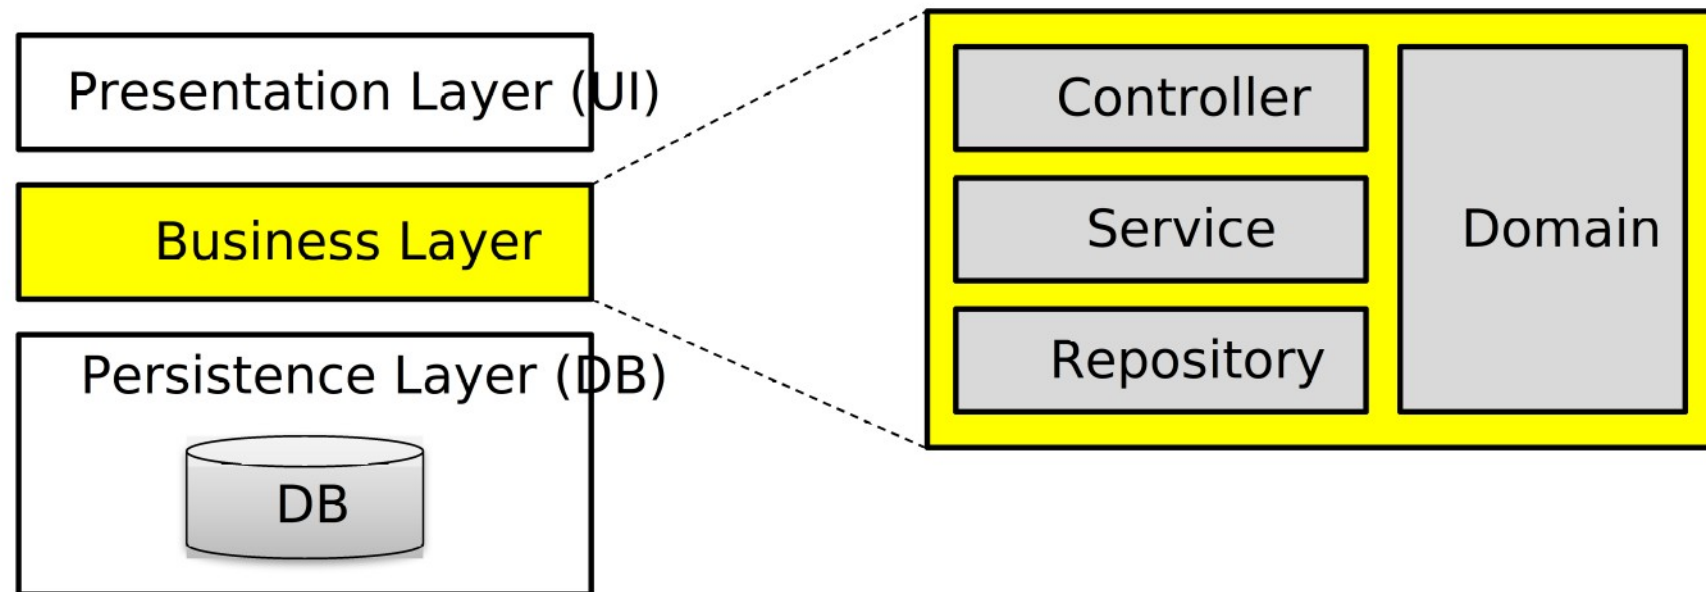 Presentation Layer (UI)
Business Layer
Persistence Layer (DB)
DB
Controller
Service
Repository
Domain